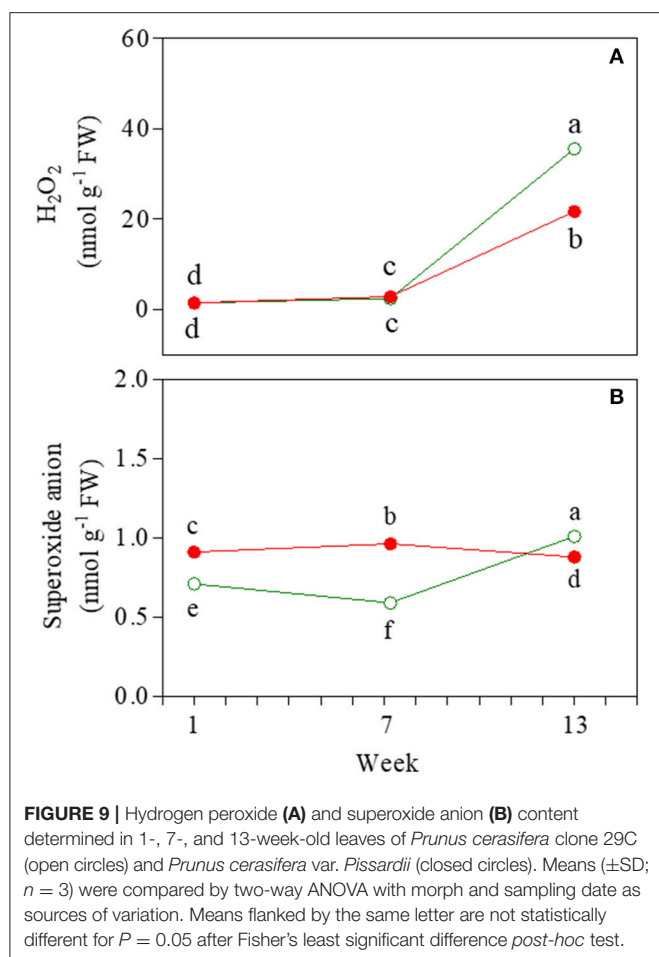 60
A
a
40
H2O2
(nmol g-1 FW)
20
b
d
c
0
d
c
2.0
B
1.5
Superoxide anion
(nmol g-1 FW)
c
b
a
1.0
d
e
0.5
f
0.0
1 7 13
Week
FIGURE 9 | Hydrogen peroxide (A) and superoxide anion (B) content
determined in 1-, 7-, and 13-week-old leaves of Prunus cerasifera clone 29C
(open circles) and Prunus cerasifera var. Pissardii (closed circles). Means (±SD;
n = 3) were compared by two-way ANOVA with morph and sampling date as
sources of variation. Means flanked by the same letter are not statistically
different for P = 0.05 after Fisher's least significant difference post-hoc test.